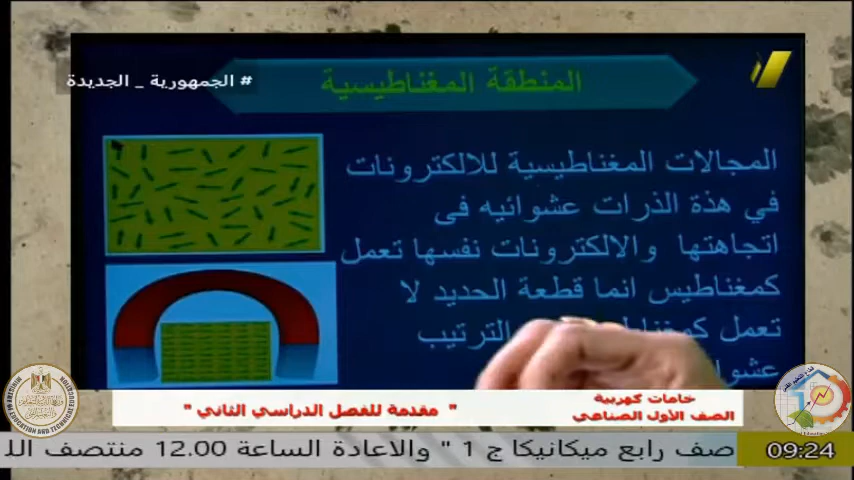 # الجمهورية _ الجديدة
المنطقة المغناطيسية
المجالات المغناطيسية للالكترونات
في هذة الذرات عشوائيه فى
اتجاهتها والالكترونات نفسها تعمل
كمغناطيس انما قطعة الحديد لا
تعمل الترتيب
" مقدمة للفصل الدراسي الثاني "
خامات كهربية
الصف الأول الصناعي
صف رابع ميكانيكا ج 1 " والاعادة الساعة 12.00 منتصف
09:24